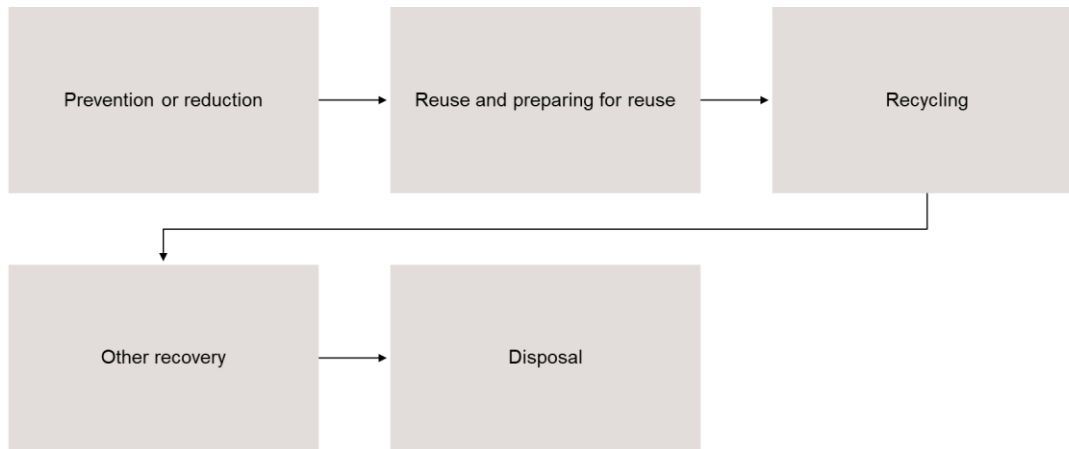 Prevention or reduction
Reuse and preparing for reuse
Recycling
Other recovery
Disposal